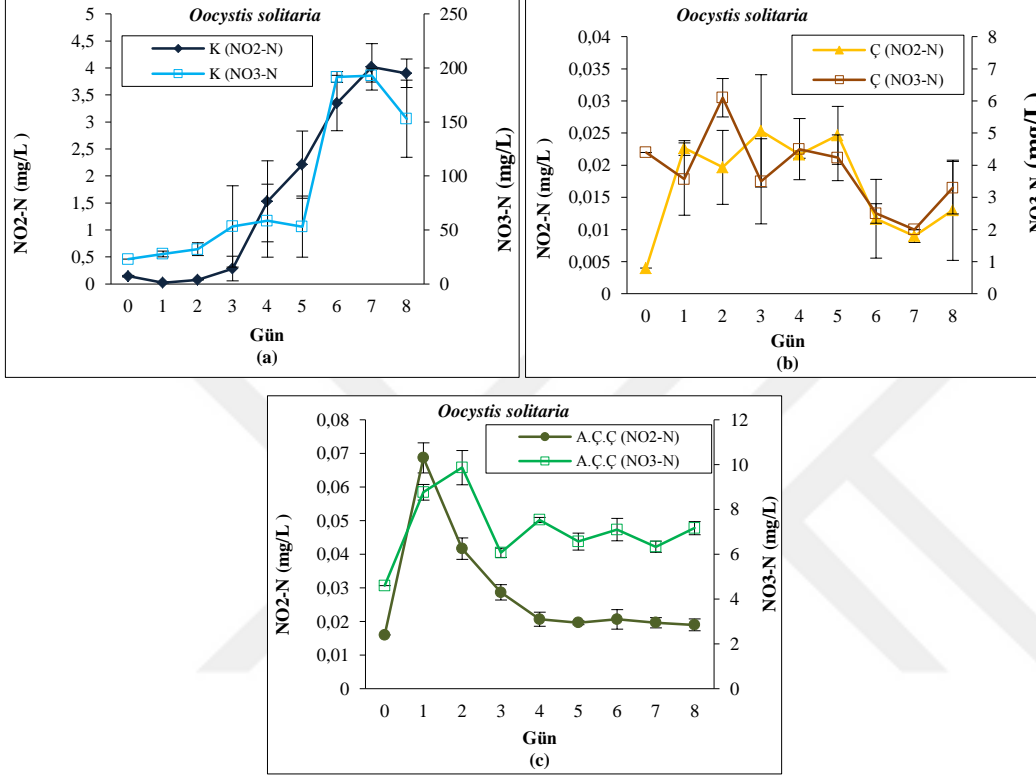 Oocystis solitaria
K (NO2-N)
K (NO3-N
NO2-N (mg/L )
5
4,5
4
3,5
3
2,5
2
1,5
1
0,5
0
250
200
150
100
50
0
NO3-N (mg/L )
0 1 2 3 4 5 6 7 8
Gün
(a)
Oocystis solitaria
Ç (NO2-N)
Ç (NO3-N)
NO2-N (mg/L )
0,04
0,035
0,03
0,025
0,02
0,015
0,01
0,005
0
8
7
6
5
4
3
2
1
0
NO3-N (mg/L )
0 1 2 3 4 5 6 7 8
Gün
(b)
Oocystis solitaria
A.Ç.Ç (NO2-N)
A.Ç.Ç (NO3-N)
NO2-N (mg/L )
0,08
0,07
0,06
0,05
0,04
0,03
0,02
0,01
0
12
10
8
6
4
2
0
NO3-N (mg/L )
0 1 2 3 4 5 6 7 8
Gün
(c)